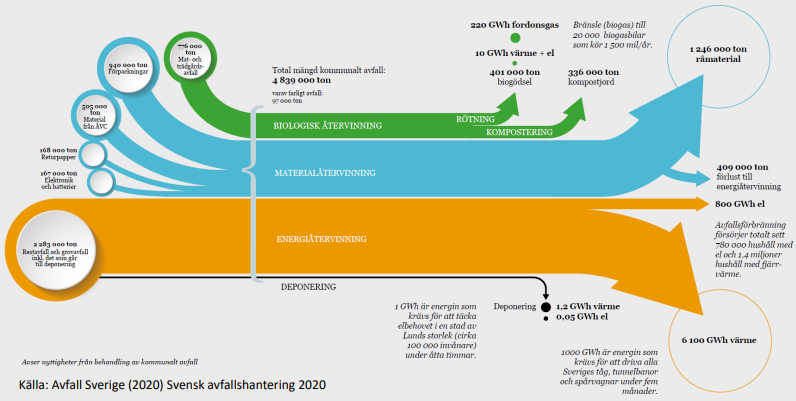 776 000
ton
Mat- och
trädgårds-
avfall
940 000 ton
Förpackningar
505 000
ton
Material
från ÅVC
168 000 ton
Returpapper
167 000 ton
Elektronik
och batterier
2 283 000 ton
Restavfall och grovavfall
inkl. det som går
till deponering
Total mängd kommunalt avfall:
4 839 000 ton
varav farligt avfall:
97 000 ton
BIOLOGISK ÅTERVINNING
RÖTNING
KOMPOSTERING
MATERIALÅTERVINNING
ENERGIÅTERVINNING
DEPONERING
220 GWh fordonsgas
10 GWh värme + el
401 000 ton
biogödsel
Bränsle (biogas) till
20 000 biogasbilar
som kör 1 500 mil/år.
336 000 ton
kompostjord
1 246 000 ton
råmaterial
409 000 ton
förlust till
energiåtervinning
800 GWh el
Avfallsförbränning
försörjer totalt sett
780 000 hushåll med
el och 1,4 miljoner
hushåll med fjärr-
värme.
1 GWh är energin som
krävs för att täcka
elbehovet i en stad av
Lunds storlek (cirka
100 000 invånare)
under åtta timmar.
Deponering
1,2 GWh värme
0,05 GWh el
1000 GWh är energin som
krävs för att driva alla
Sveriges tåg, tunnelbanor
och spårvagnar under fem
månader.
6 100 GWh värme
Avser nyttigheter från behandling av kommunalt avfall
Källa: Avfall Sverige (2020) Svensk avfallshantering 2020